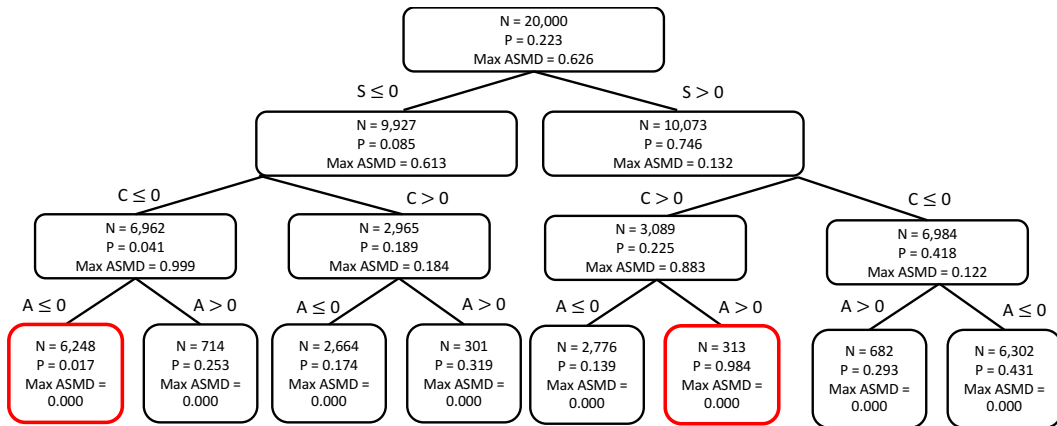 N = 20,000
P = 0.223
Max ASMD = 0.626
S ≤ 0
S > 0
N = 9,927
P = 0.085
Max ASMD = 0.613
N = 10,073
P = 0.746
Max ASMD = 0.132
C ≤ 0
C > 0
C > 0
C ≤ 0
N = 6,962
P = 0.041
Max ASMD = 0.999
N = 2,965
P = 0.189
Max ASMD = 0.184
N = 3,089
P = 0.225
Max ASMD = 0.883
N = 6,984
P = 0.418
Max ASMD = 0.122
A ≤ 0
A > 0
A ≤ 0
A > 0
A ≤ 0
A > 0
A > 0
A ≤ 0
N = 6,248
P = 0.017
Max ASMD =
0.000
N = 714
P = 0.253
Max ASMD =
0.000
N = 2,664
P = 0.174
Max ASMD =
0.000
N = 301
P = 0.319
Max ASMD =
0.000
N = 2,776
P = 0.139
Max ASMD =
0.000
N = 313
P = 0.984
Max ASMD =
0.000
N = 682
P = 0.293
Max ASMD =
0.000
N = 6,302
P = 0.431
Max ASMD =
0.000